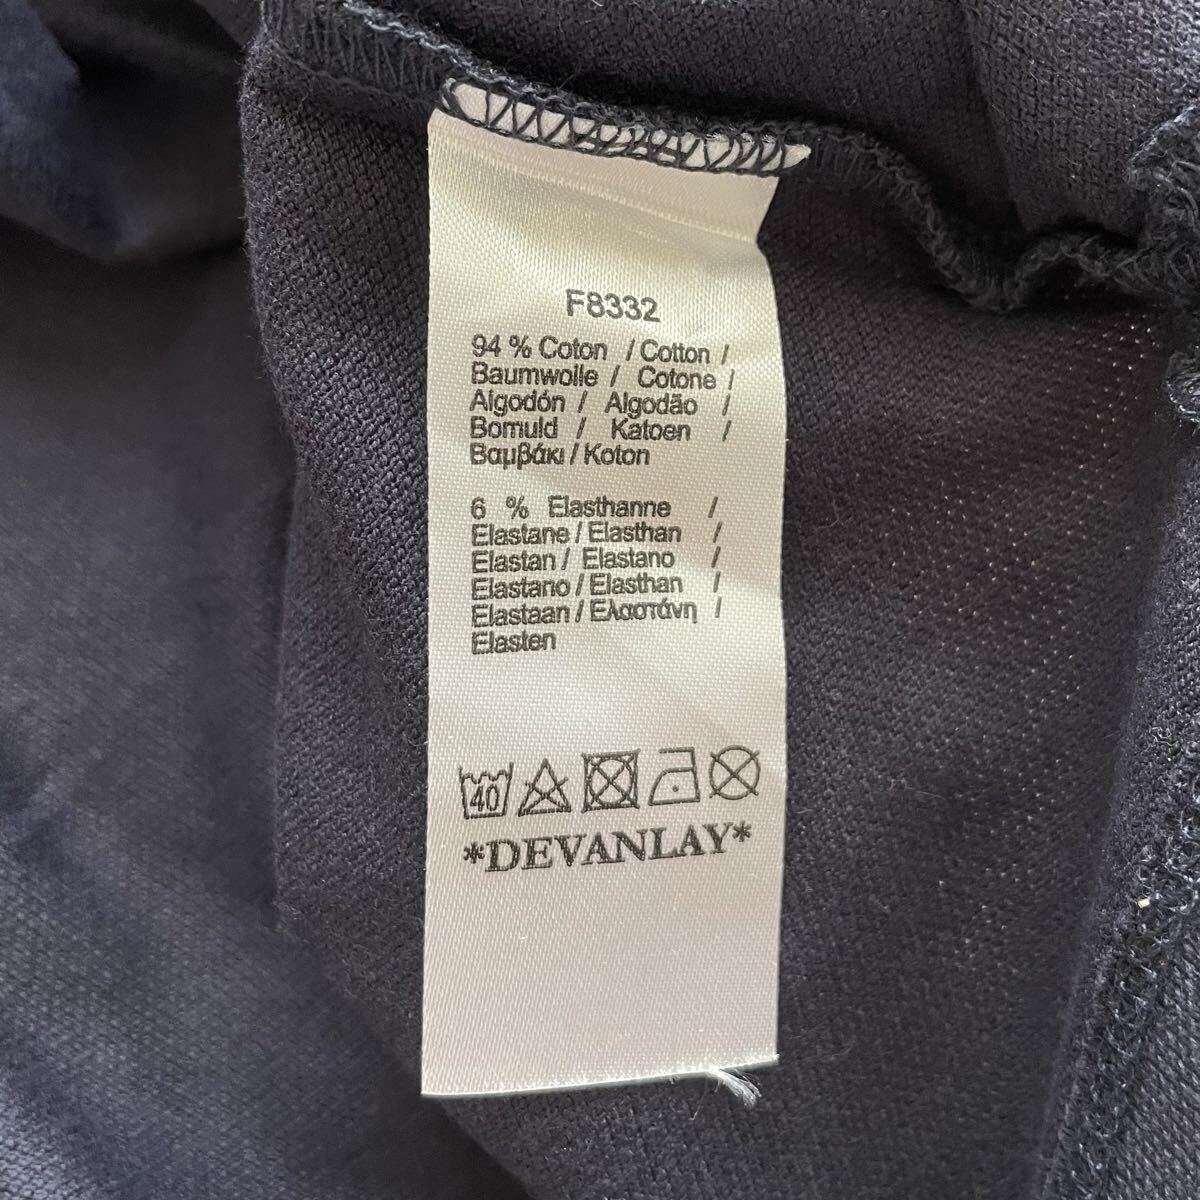 F8332
94 % Coton / Cotton /
Baumwolle / Cotone /
Algodón / Algodão /
Bomuld / Katoen /
Βαμβάκι / Koton
6 % Elasthanne /
Elastane / Elasthan /
Elastan / Elastano /
Elastano / Elasthan /
Elastaan / Ελαστάνη /
Elasten
40
*DEVANLAY*